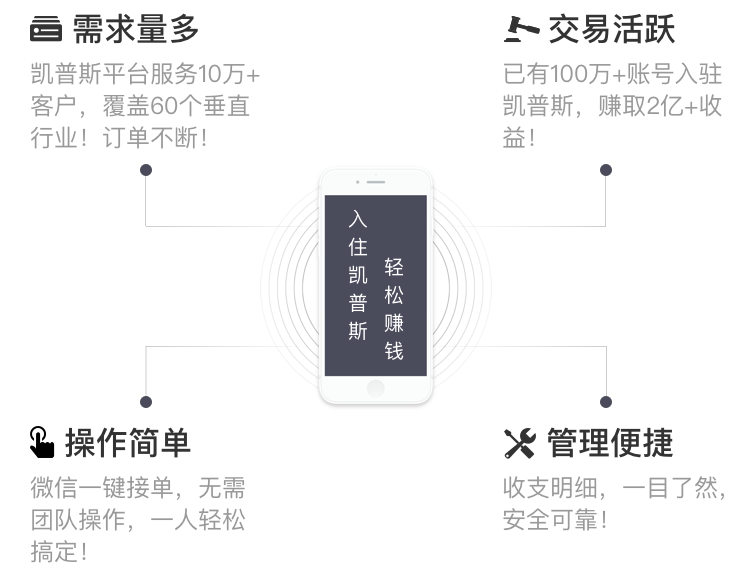 需求量多
凯普斯平台服务10万+
客户，覆盖60个垂直
行业！订单不断！
交易活跃
已有100万+账号入驻
凯普斯，赚取2亿+收
益！
入住凯普斯
轻松赚钱
操作简单
微信一键接单，无需
团队操作，一人轻松
搞定！
管理便捷
收支明细，一目了然，
安全可靠！